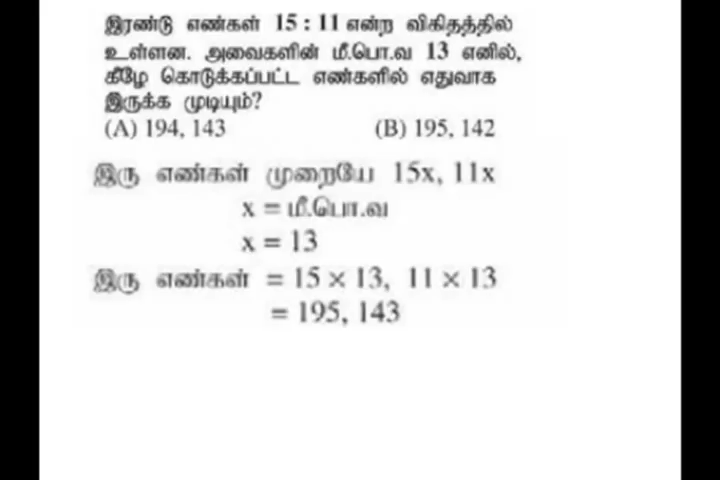 இரண்டு எண்கள் 15 : 11 என்ற விகிதத்தில்
உள்ளன. அவைகளின் மீ.பொ.வ 13 எனில்,
கீழே கொடுக்கப்பட்ட எண்களில் எதுவாக
இருக்க முடியும்?
(A) 194, 143 (B) 195, 142
இரு எண்கள் முறையே 15x, 11x
x = மீ.பொ.வ
x = 13
இரு எண்கள் = 15 × 13, 11 × 13
= 195, 143